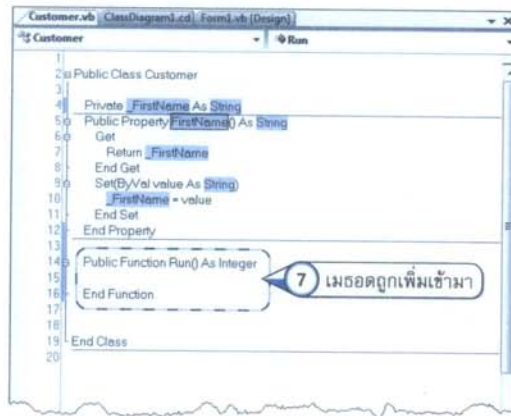 Customer.vb ClassDiagram1.cd Form1.vb [Design]
Customer Run
1
2 Public Class Customer
3
4 Private _FirstName As String
5 Public Property FirstName() As String
6 Get
7 Return _FirstName
8 End Get
9 Set(ByVal value As String)
10 _FirstName = value
11 End Set
12 End Property
13
14 Public Function Run() As Integer
15
16 End Function
17
18
19 End Class
20
7 เมธอดถูกเพิ่มเข้ามา